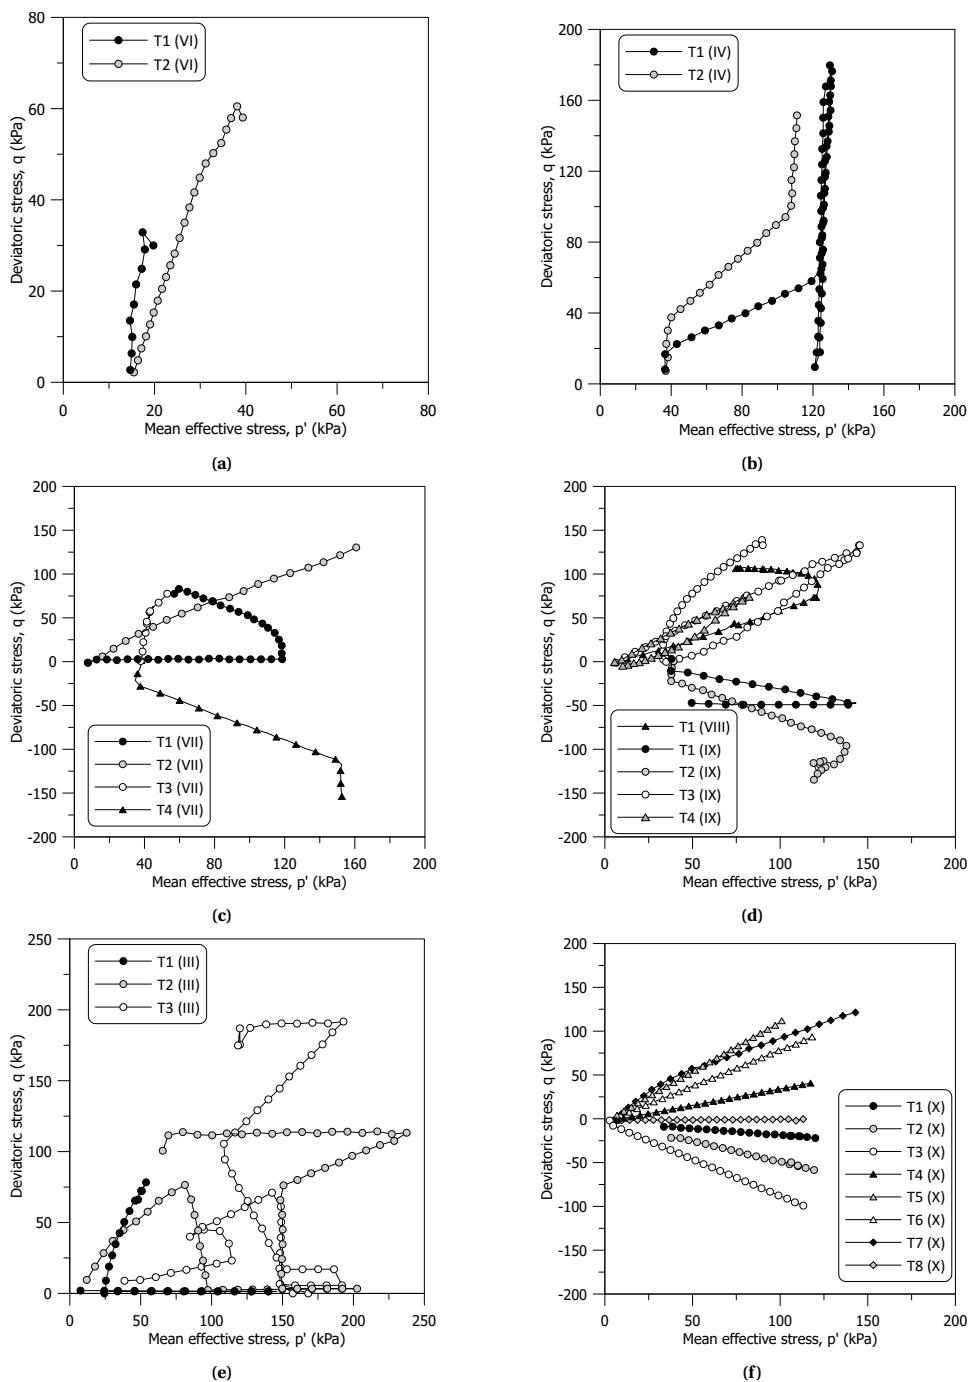 80
60
40
20
0
0 20 40 60 80
Deviatoric stress, q (kPa)
Mean effective stress, p' (kPa)
T1 (VI)
T2 (VI)
(a)
200
160
120
80
40
0
0 40 80 120 160 200
Deviatoric stress, q (kPa)
Mean effective stress, p' (kPa)
T1 (IV)
T2 (IV)
(b)
200
150
100
50
0
-50
-100
-150
-200
0 40 80 120 160 200
Deviatoric stress, q (kPa)
Mean effective stress, p' (kPa)
T1 (VII)
T2 (VII)
T3 (VII)
T4 (VII)
(c)
200
150
100
50
0
-50
-100
-150
-200
0 50 100 150 200
Deviatoric stress, q (kPa)
Mean effective stress, p' (kPa)
T1 (VIII)
T1 (IX)
T2 (IX)
T3 (IX)
T4 (IX)
(d)
250
200
150
100
50
0
0 50 100 150 200 250
Deviatoric stress, q (kPa)
Mean effective stress, p' (kPa)
T1 (III)
T2 (III)
T3 (III)
(e)
200
150
100
50
0
-50
-100
-150
-200
0 50 100 150 200
Deviatoric stress, q (kPa)
Mean effective stress, p' (kPa)
T1 (X)
T2 (X)
T3 (X)
T4 (X)
T5 (X)
T6 (X)
T7 (X)
T8 (X)
(f)